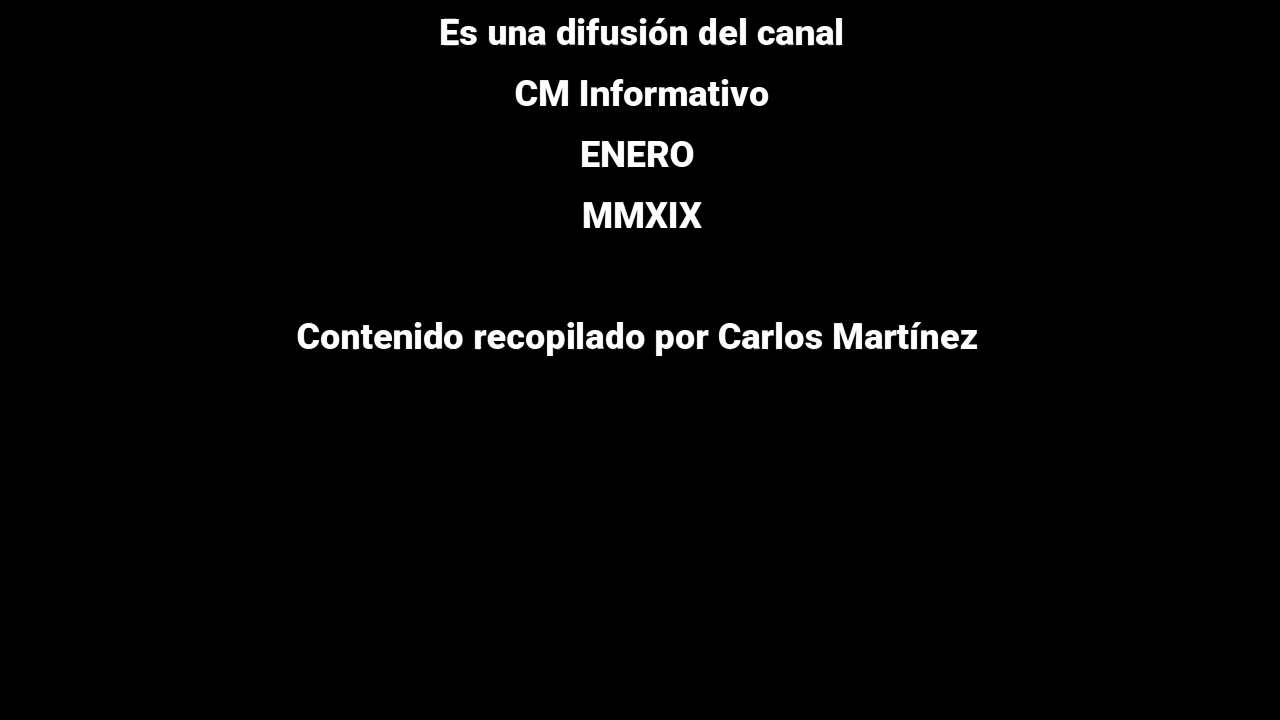 Es una difusión del canal
CM Informativo
ENERO
MMXIX
Contenido recopilado por Carlos Martínez